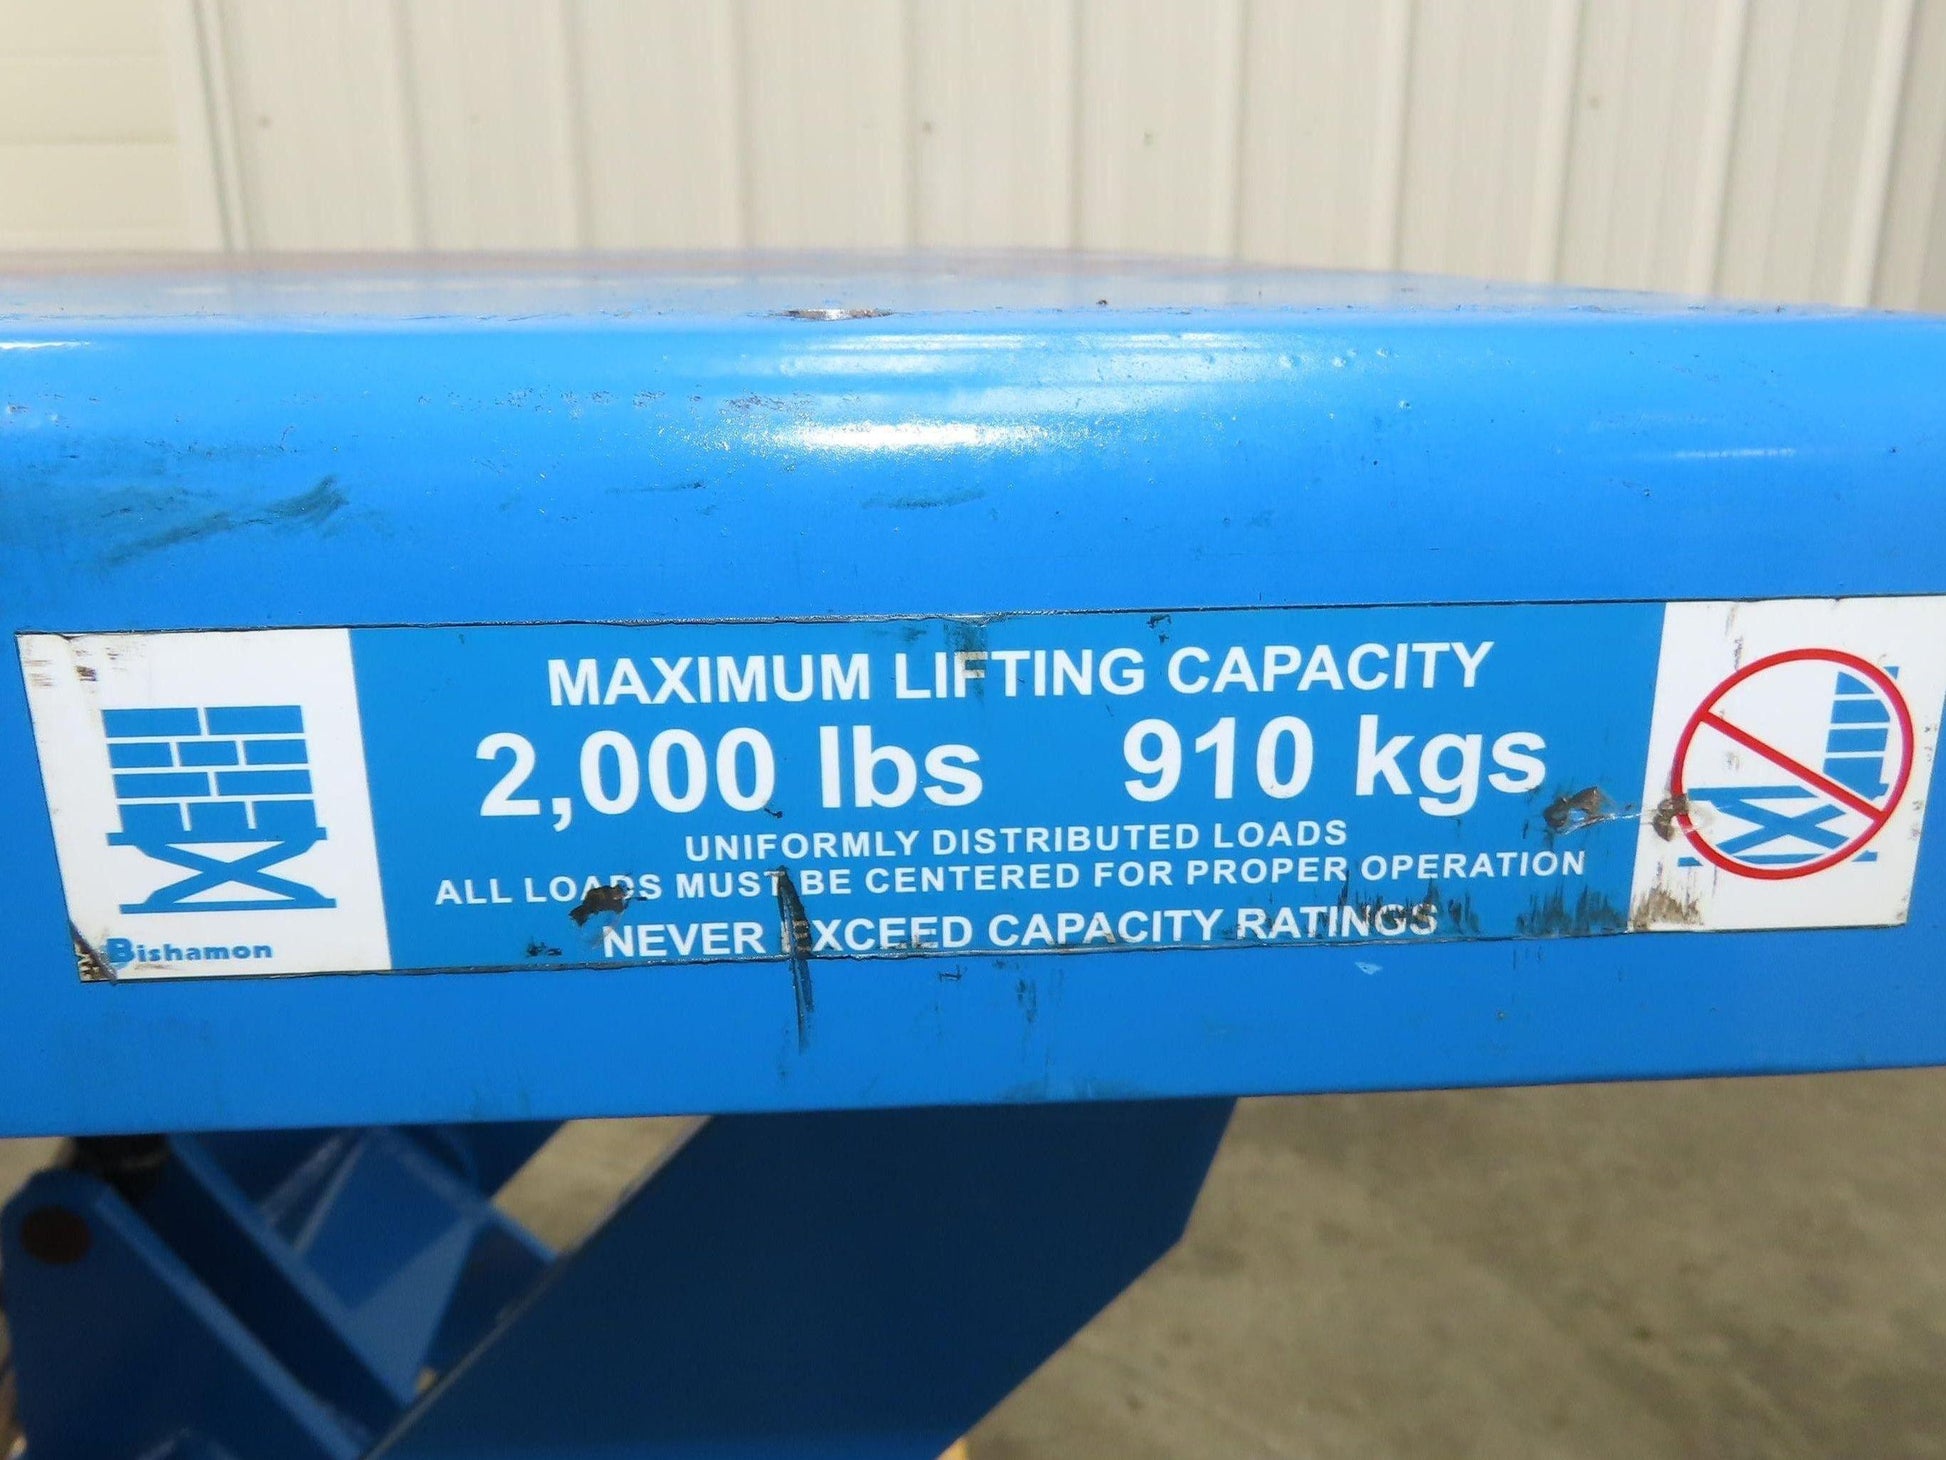 MAXIMUM LIFTING CAPACITY
2,000 lbs 910 kgs
UNIFORMLY DISTRIBUTED LOADS
ALL LOADS MUST BE CENTERED FOR PROPER OPERATION
NEVER EXCEED CAPACITY RATINGS
Bishamon